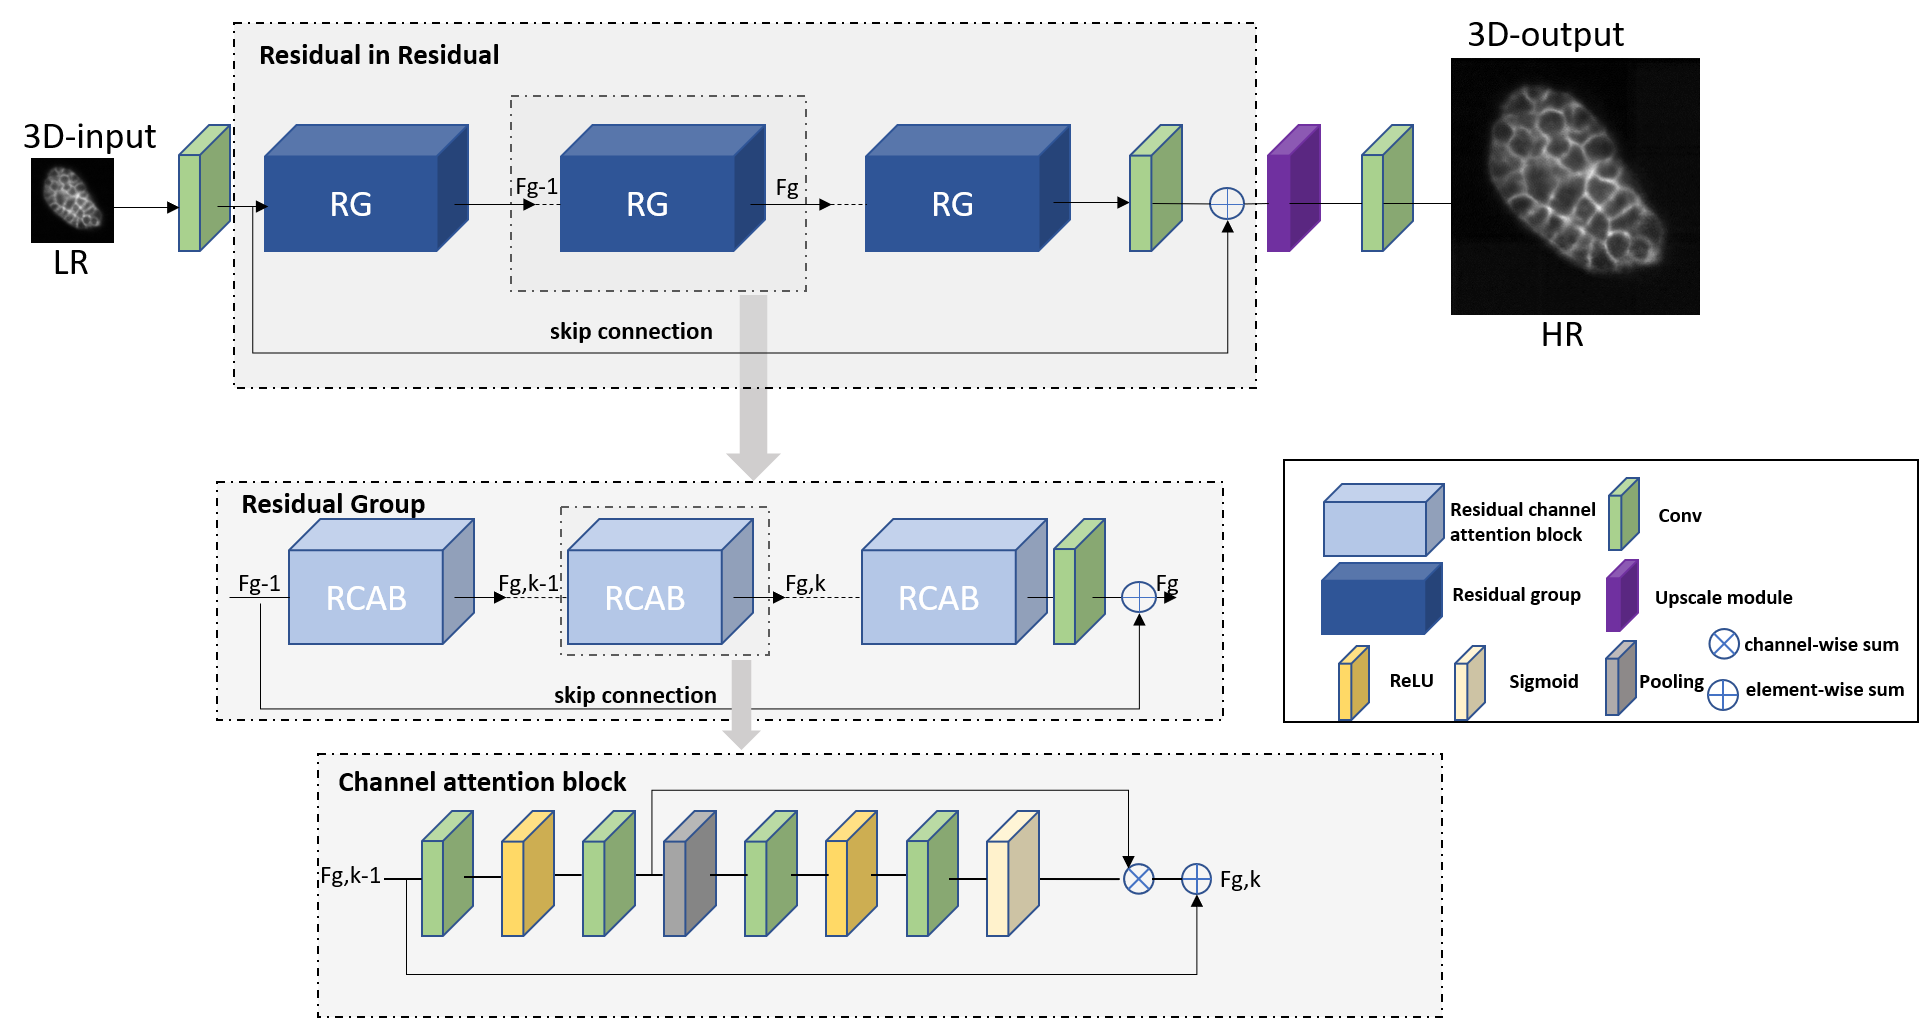 3D-output
Residual in Residual
3D-input
RG
Fg-1
RG
Fg
RG
LR
skip connection
HR
Residual Group
Fg-1
RCAB
Fg,k-1
RCAB
Fg,k
RCAB
Fg
skip connection
Residual channel
attention block
Conv
Residual group
Upscale module
channel-wise sum
ReLU
Sigmoid
Pooling
element-wise sum
Channel attention block
Fg,k-1
Fg,k